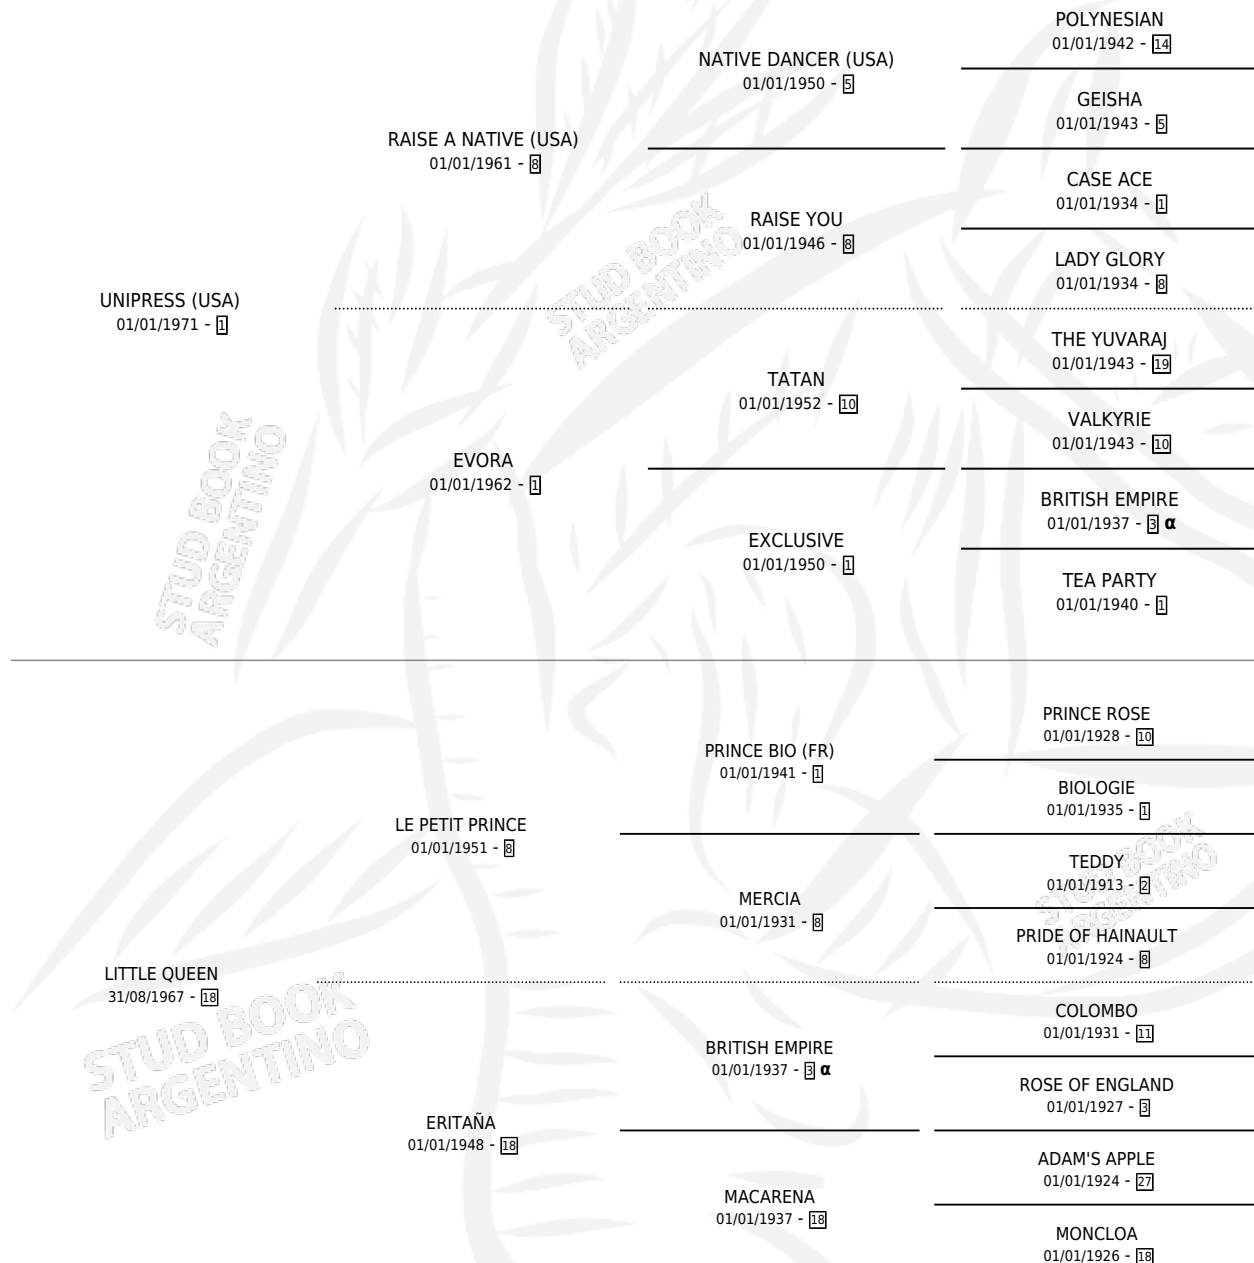 POLYNESIAN
01/01/1942 - 14
NATIVE DANCER (USA)
01/01/1950 - 5
GEISHA
01/01/1943 - 5
RAISE A NATIVE (USA)
01/01/1961 - 8
CASE ACE
01/01/1934 - 1
RAISE YOU
01/01/1946 - 8
LADY GLORY
01/01/1934 - 8
UNIPRESS (USA)
01/01/1971 - 1
THE YUVARAJ
01/01/1943 - 19
TATAN
01/01/1952 - 10
VALKYRIE
01/01/1943 - 10
EVORA
01/01/1962 - 1
BRITISH EMPIRE
01/01/1937 - 3 α
EXCLUSIVE
01/01/1950 - 1
TEA PARTY
01/01/1940 - 1
PRINCE ROSE
01/01/1928 - 10
PRINCE BIO (FR)
01/01/1941 - 1
BIOLOGIE
01/01/1935 - 1
LE PETIT PRINCE
01/01/1951 - 8
TEDDY
01/01/1913 - 2
MERCIA
01/01/1931 - 8
PRIDE OF HAINAULT
01/01/1924 - 8
LITTLE QUEEN
31/08/1967 - 18
COLOMBO
01/01/1931 - 11
BRITISH EMPIRE
01/01/1937 - 3 α
ROSE OF ENGLAND
01/01/1927 - 3
ERITAÑA
01/01/1948 - 18
ADAM'S APPLE
01/01/1924 - 27
MACARENA
01/01/1937 - 18
MONCLOA
01/01/1926 - 18
STUD BOOK
ARGENTINO
STUD BOOK
ARGENTINO
STUD BOOK
ARGENTINO
STUD BOOK
ARGENTINO